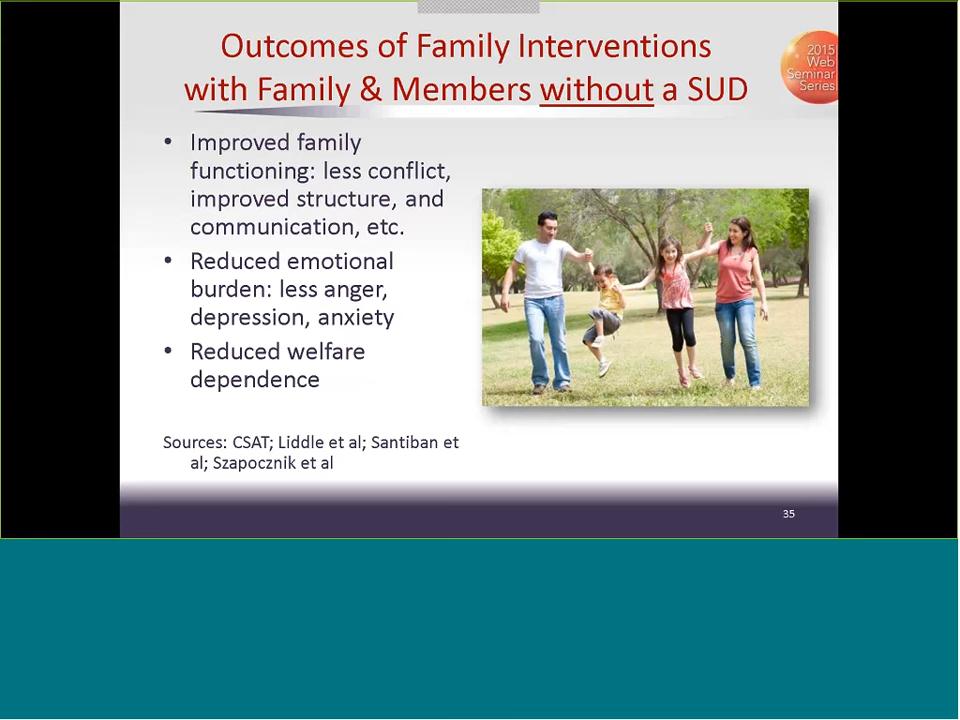 Outcomes of Family Interventions
with Family & Members without a SUD
2015
Web
Seminar
Series
• Improved family
functioning: less conflict,
improved structure, and
communication, etc.
• Reduced emotional
burden: less anger,
depression, anxiety
• Reduced welfare
dependence
Sources: CSAT; Liddle et al; Santiban et
al; Szapocznik et al
35